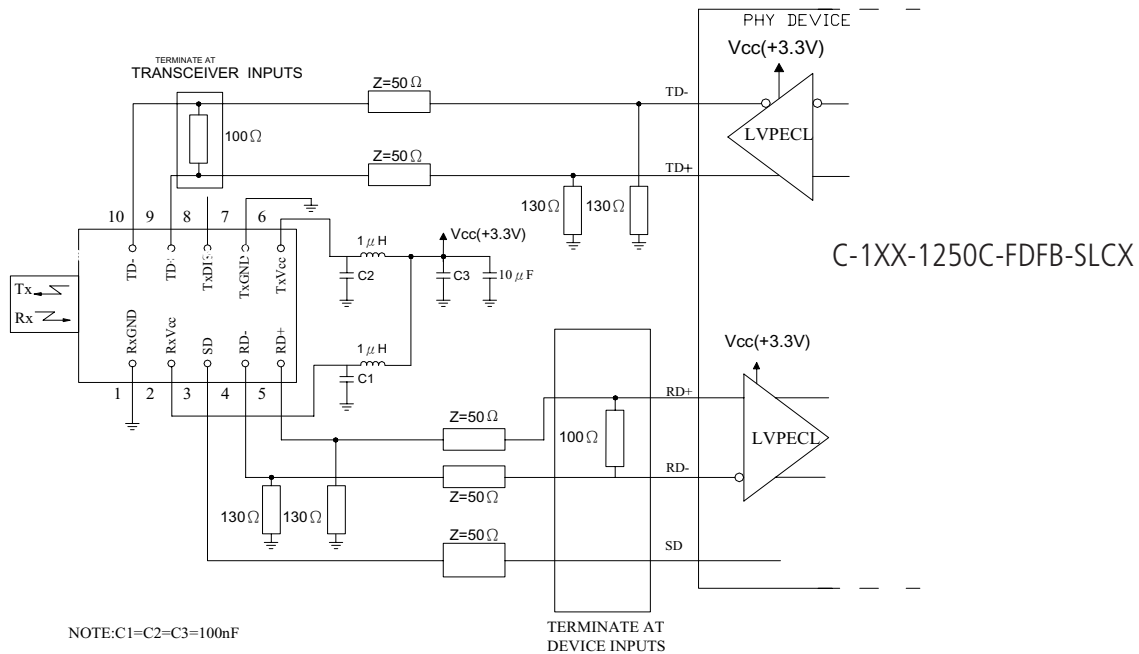 PHY DEVICE
Vcc(+3.3V)
TERMINATE AT
TRANSCEIVER INPUTS
Z=50Ω
TD-
100Ω
LVPECL
Z=50Ω
TD+
130Ω 130Ω
10 9 8 7 6
TD- TD+ TxDIS TxGND TxVcc
1μH
Vcc(+3.3V)
C2
C3
10μF
C-1XX-1250C-FDFB-SLCX
Tx
Rx
RxGND RxVcc SD RD- RD+
1μH
C1
1 2 3 4 5
Vcc(+3.3V)
RD+
Z=50Ω
100Ω
LVPECL
RD-
Z=50Ω
130Ω 130Ω
Z=50Ω
SD
NOTE:C1=C2=C3=100nF
TERMINATE AT
DEVICE INPUTS